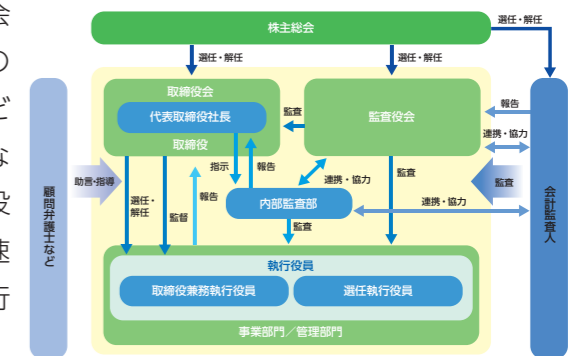 会
の
ど
な
役
速
行
株主総会
選任・解任
選任・解任
選任・解任
取締役会
代表取締役社長
取締役
監査
監査役会
報告
連携・協力
顧問弁護士など
助言・指導
選任・
解任
監督
報告
指示
報告
連携・協力
監査
監査
会計監査人
内部監査部
連携・協力
監査
執行役員
取締役兼務執行役員
選任執行役員
事業部門／管理部門